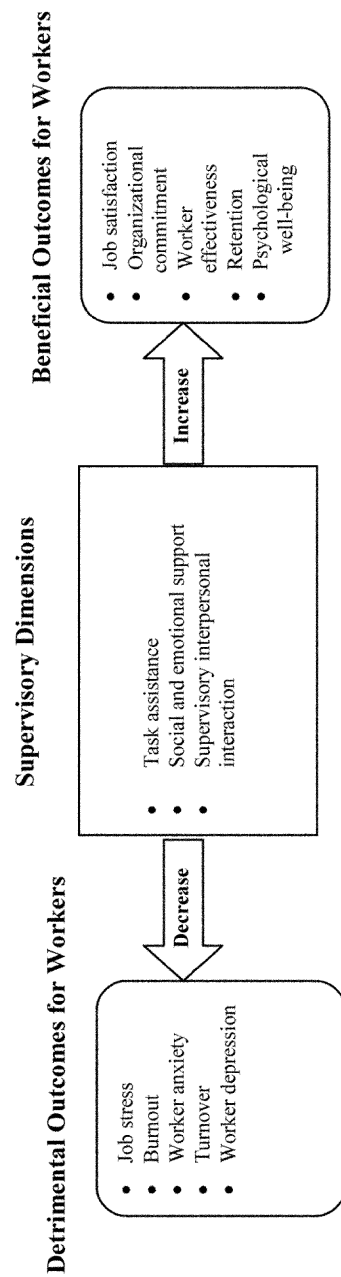 Detrimental Outcomes for Workers
• Job stress
• Burnout
• Worker anxiety
• Turnover
• Worker depression
Decrease
Supervisory Dimensions
• Task assistance
• Social and emotional support
• Supervisory interpersonal
interaction
Increase
Beneficial Outcomes for Workers
• Job satisfaction
• Organizational
commitment
• Worker
effectiveness
• Retention
• Psychological
well-being